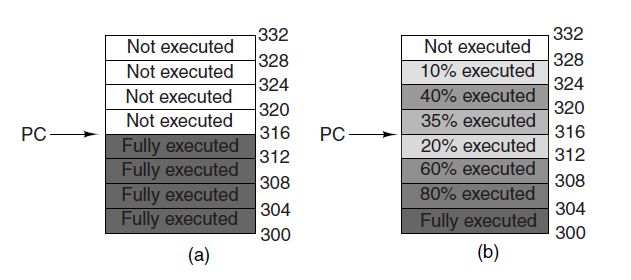 332
Not executed
328
Not executed
324
Not executed
320
Not executed
PC
316
Fully executed
312
Fully executed
308
Fully executed
304
Fully executed
300
(a)
332
Not executed
328
10% executed
324
40% executed
320
35% executed
PC
316
20% executed
312
60% executed
308
80% executed
304
Fully executed
300
(b)